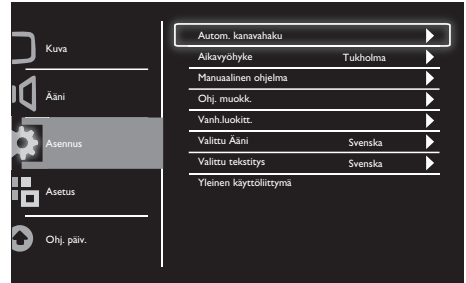 Kuva
Ääni
Asennus
Asetus
Ohj. päiv.
Autom. kanavahaku
Aikavyöhyke Tukholma
Manuaalinen ohjelma
Ohj. muokk.
Vanh.luokitt.
Valittu Ääni Svenska
Valittu tekstitys Svenska
Yleinen käyttöliittymä